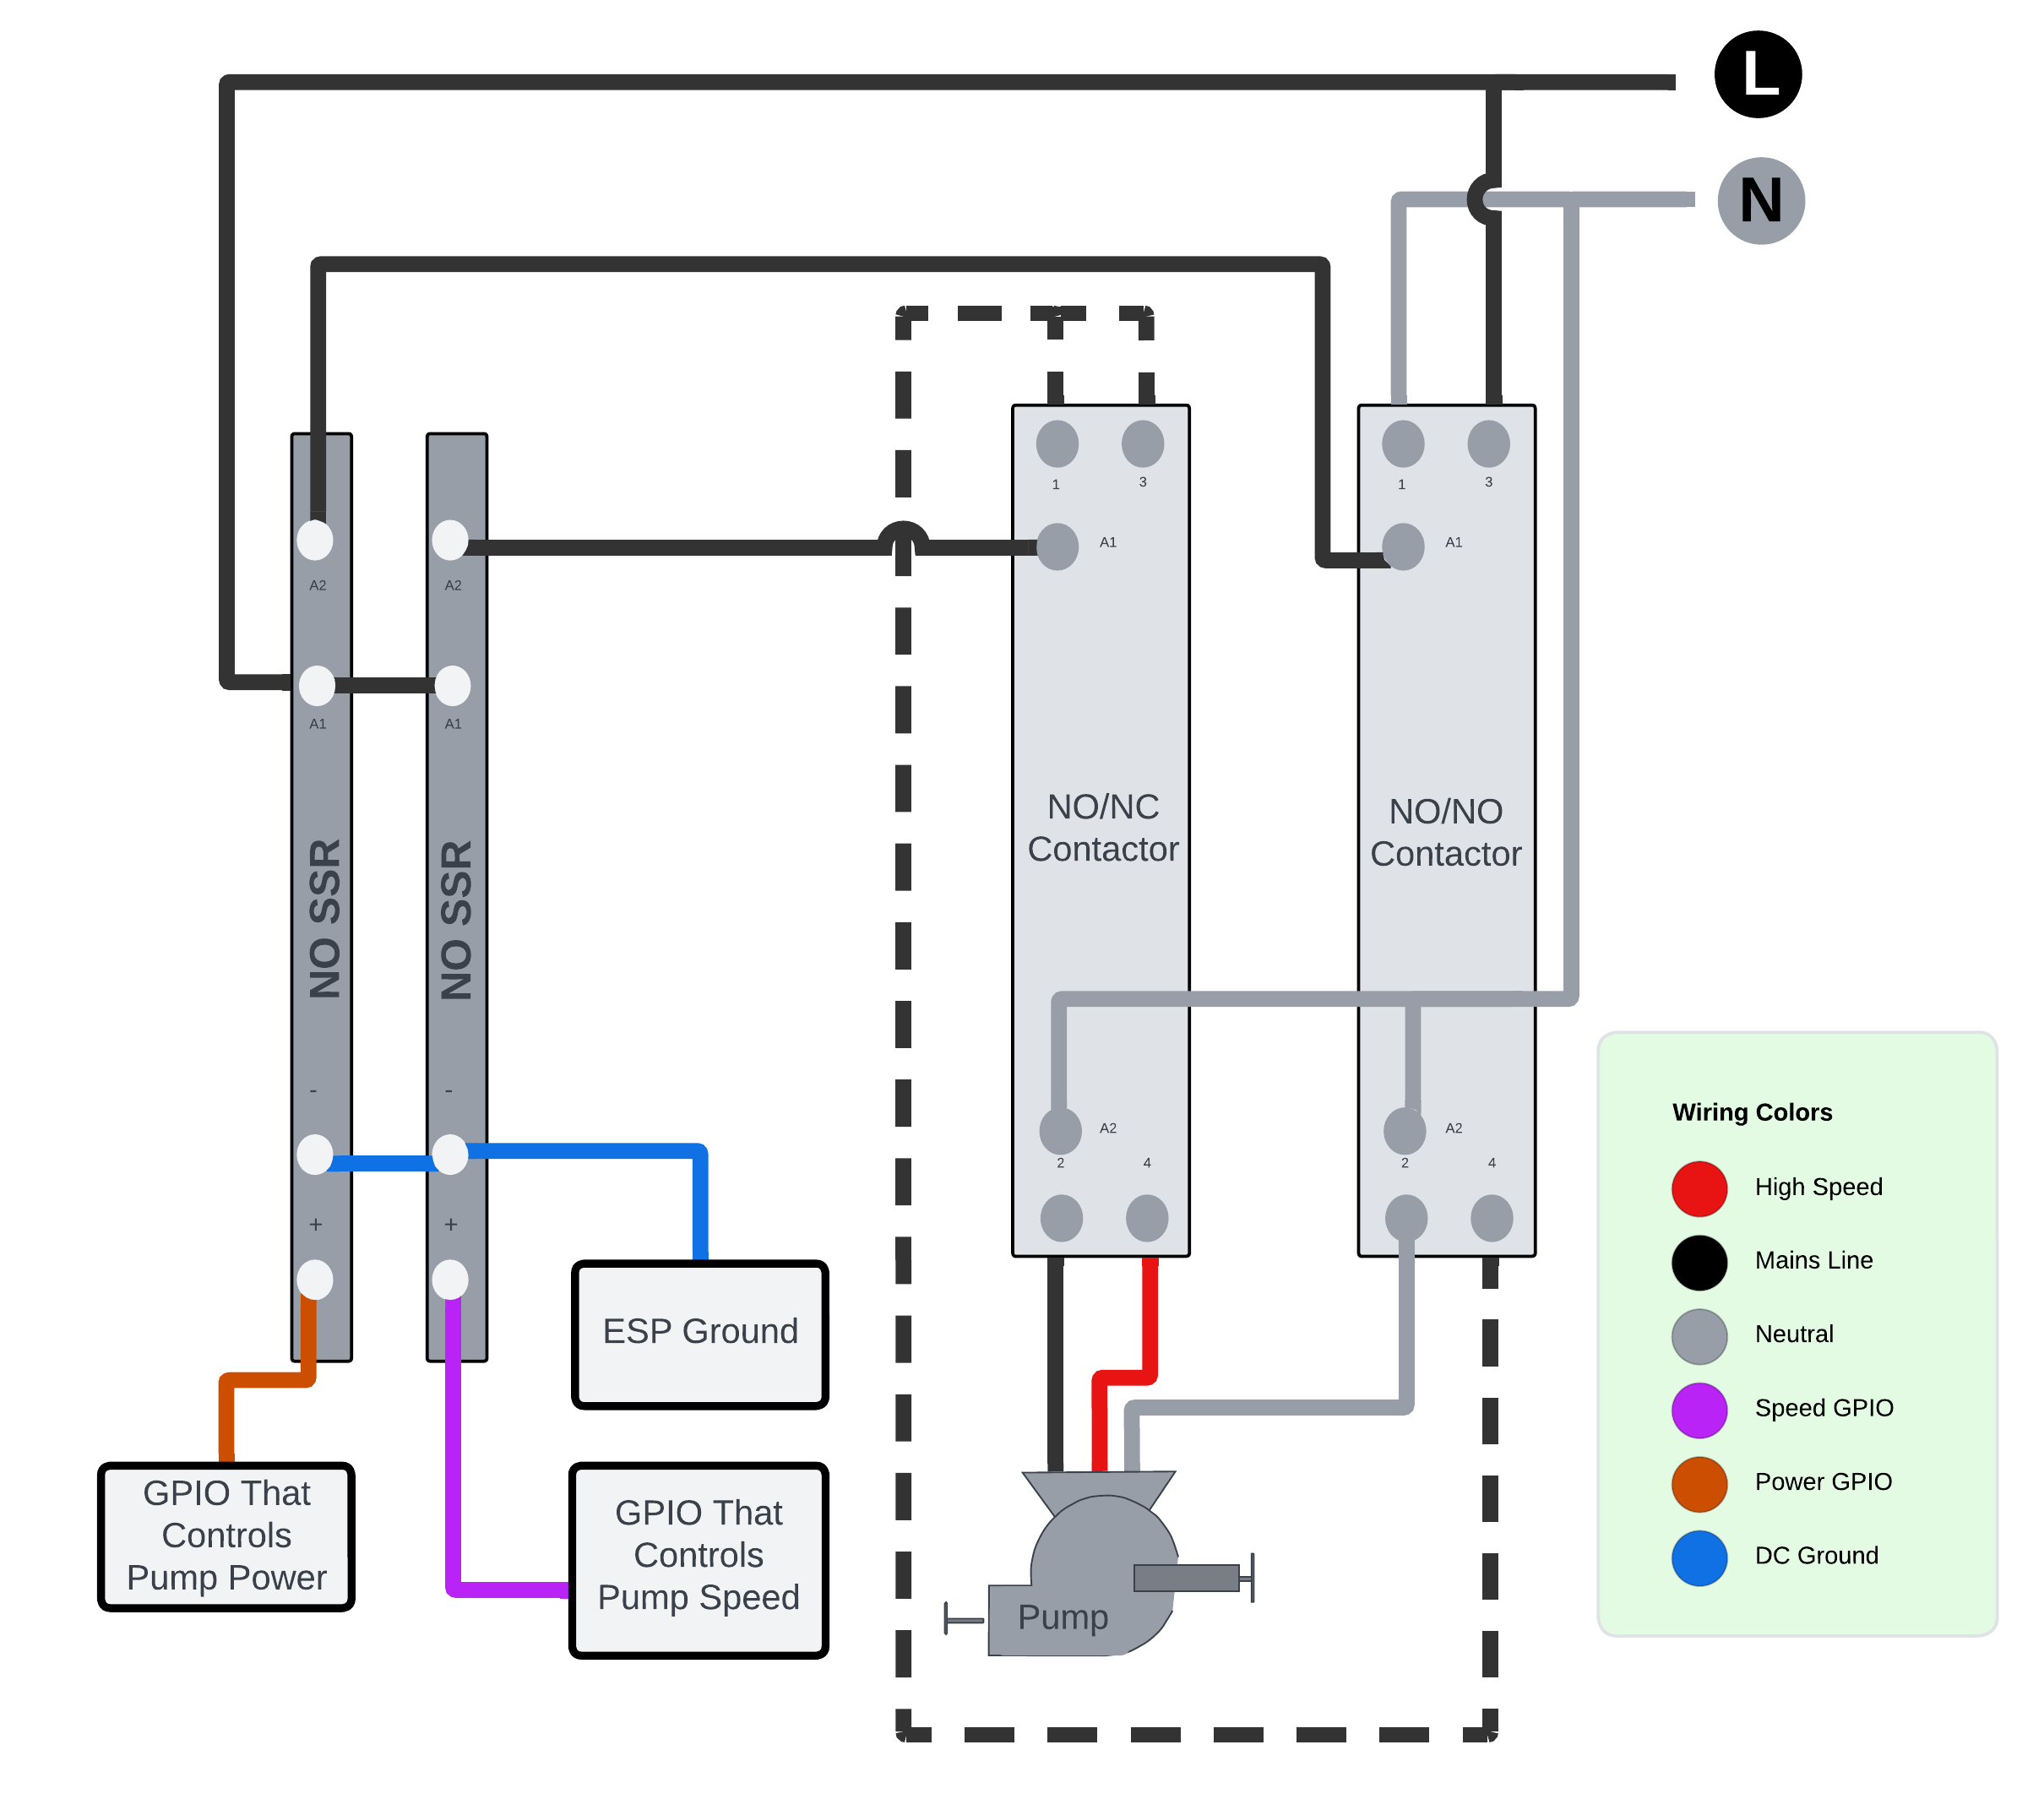 L
N
1
3
1
3
A1
A1
A2
A2
A1
A1
NO/NC
Contactor
NO/NO
Contactor
NO SSR
NO SSR
-
-
A2
A2
2
4
2
4
+
+
ESP Ground
GPIO That
Controls
Pump Power
GPIO That
Controls
Pump Speed
Pump
Wiring Colors
High Speed
Mains Line
Neutral
Speed GPIO
Power GPIO
DC Ground